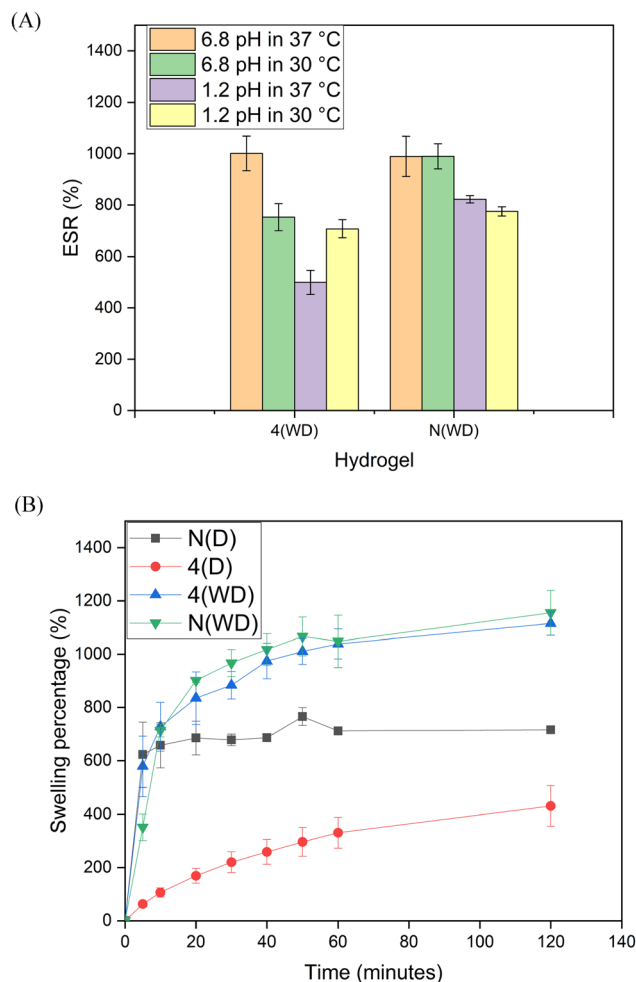 (A)
6.8 pH in 37 °C
6.8 pH in 30 °C
1.2 pH in 37 °C
1.2 pH in 30 °C
1400
1200
1000
800
600
400
200
0
ESR (%)
4(WD)
N(WD)
Hydrogel
(B)
N(D)
4(D)
4(WD)
N(WD)
1400
1200
1000
800
600
400
200
0
Swelling percentage (%)
0 20 40 60 80 100 120 140
Time (minutes)